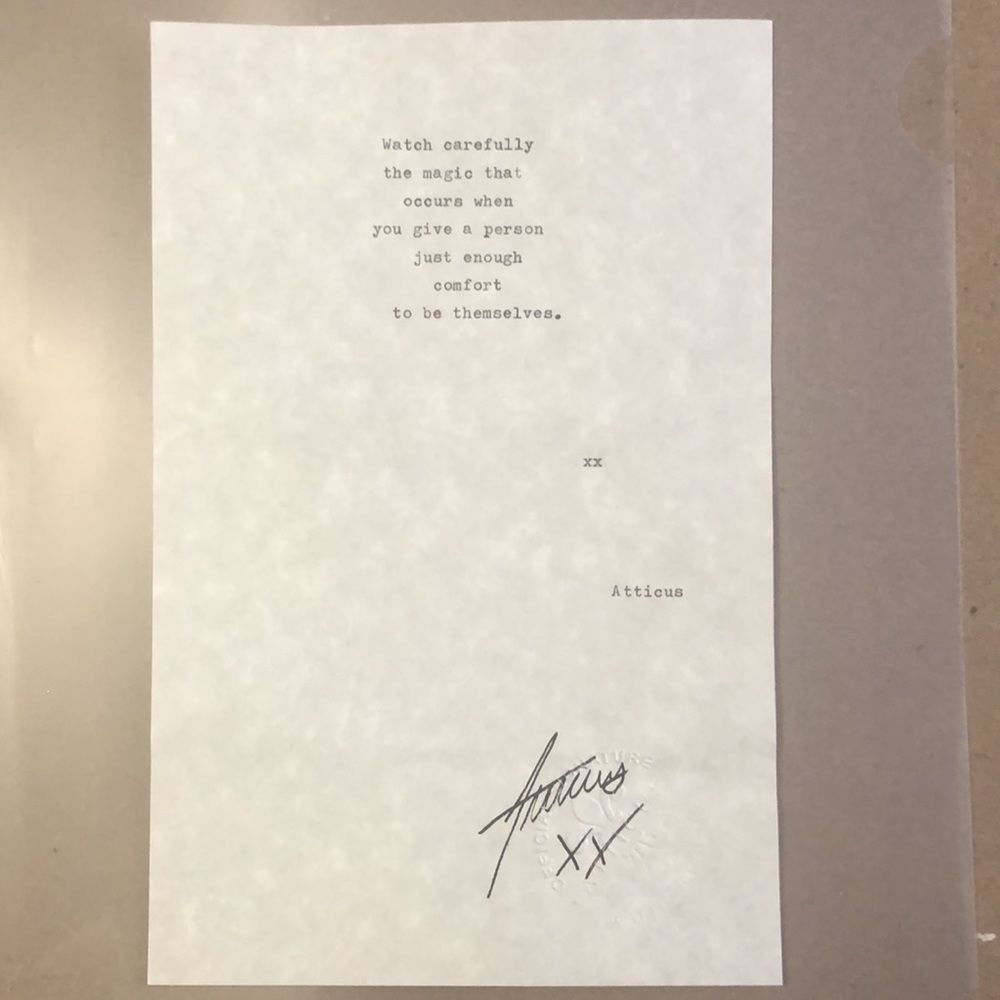 Watch carefully
the magic that
occurs when
you give a person
just enough
comfort
to be themselves.
xx
Atticus
Atticus
XX